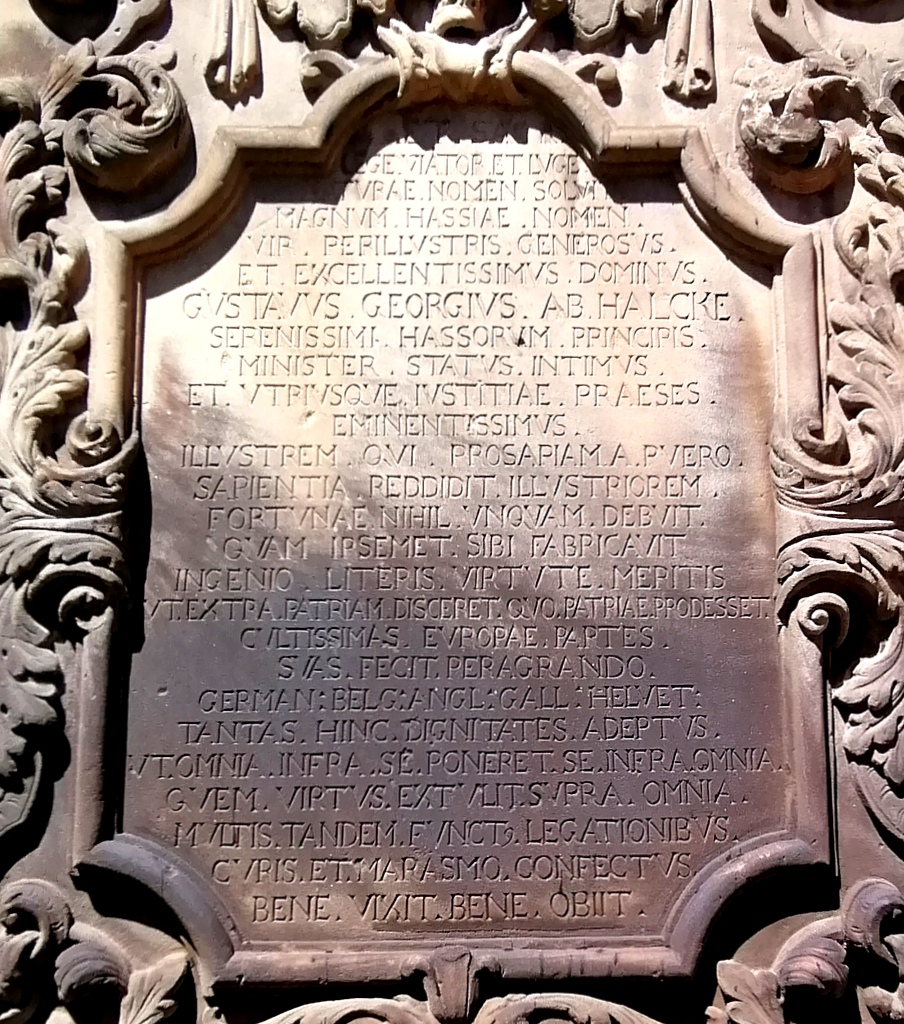 VIATOR. ET. LVGE
NATVRAE. NOMEN. SOLVIT
MAGNVM. HASSIAE. NOMEN.
VIR. PERILLVSTRIS. GENEROSVS.
ET. EXCELLENTISSIMVS. DOMINVS.
GVSTAVVS. GEORGIVS. AB. HALCKE.
SERENISSIMI. HASSORVM. PRINCIPIS.
MINISTER. STATVS. INTIMVS.
ET. VTRIVSQVE. IVSTITIAE. PRAESES.
EMINENTISSIMVS.
ILLVSTREM. QVI. PROSAPIAM. A. PVERO.
SAPIENTIA. REDDIDIT. ILLVSTRIOREM.
FORTVNAE. NIHIL. VNQVAM. DEBVIT.
QVAM. IPSEMET. SIBI. FABRICAVIT.
INGENIO. LITERIS. VIRTVTE. MERITIS
VT. EXTRA. PATRIAM. DISCERET. QVO. PATRIAE. PRODESSET.
CVLTISSIMAS. EVROPAE. PARTES.
SVAS. FECIT. PERAGRANDO.
GERMAN: BELG: ANGL: GALL: HELVET:
TANTAS. HINC. DIGNITATES. ADEPTVS.
VT. OMNIA. INFRA. SE. PONERET. SE. INFRA. OMNIA.
QVEM. VIRTVS. EXTVLIT. SVPRA. OMNIA.
MVLTIS. TANDEM. FVNCTꝰ. LEGATIONIBVS.
CVRIS. ET. MARASMO. CONFECTVS.
BENE. VIXIT. BENE. OBIIT.